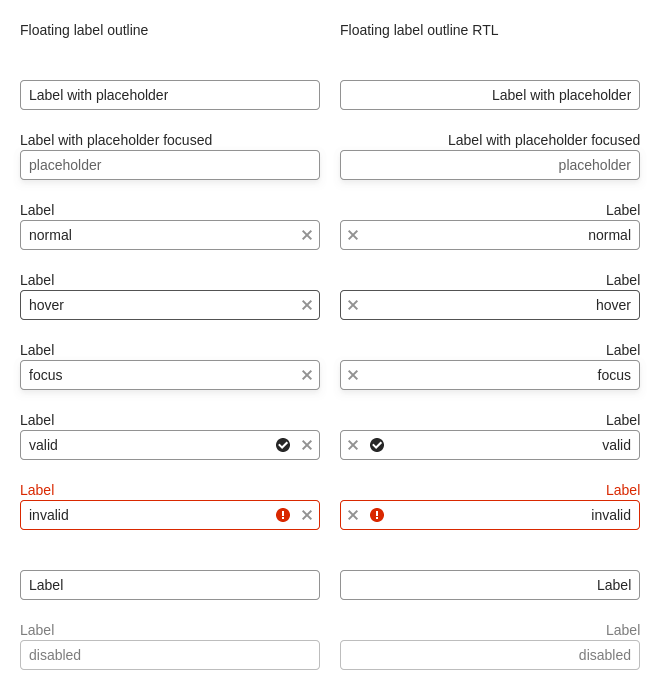 Floating label outline
Label with placeholder
Label with placeholder focused
placeholder
Label
normal
Label
hover
Label
focus
Label
valid
Label
invalid
Label
Label
disabled
Floating label outline RTL
Label with placeholder
Label with placeholder focused
placeholder
Label
normal
Label
hover
Label
focus
Label
valid
Label
invalid
Label
Label
disabled